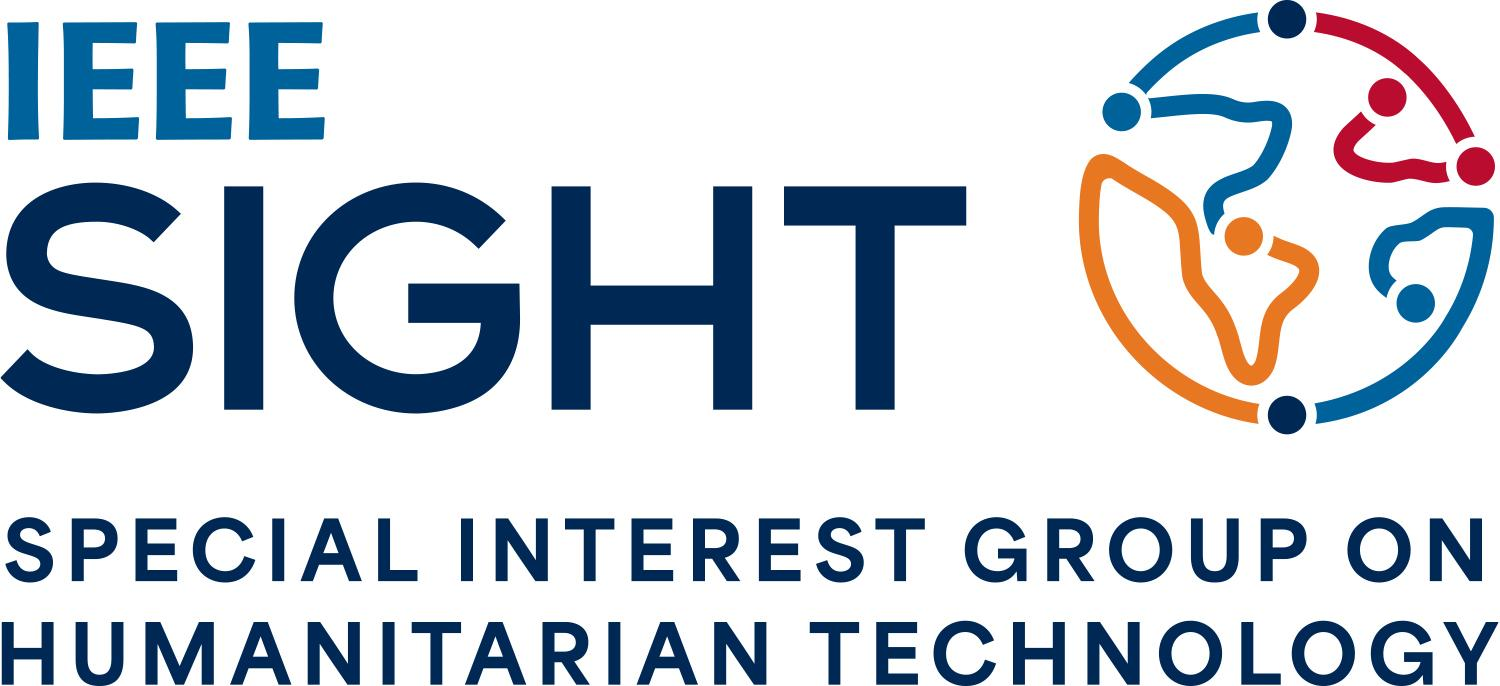 IEEE
SIGHT
SPECIAL INTEREST GROUP ON
HUMANITARIAN TECHNOLOGY